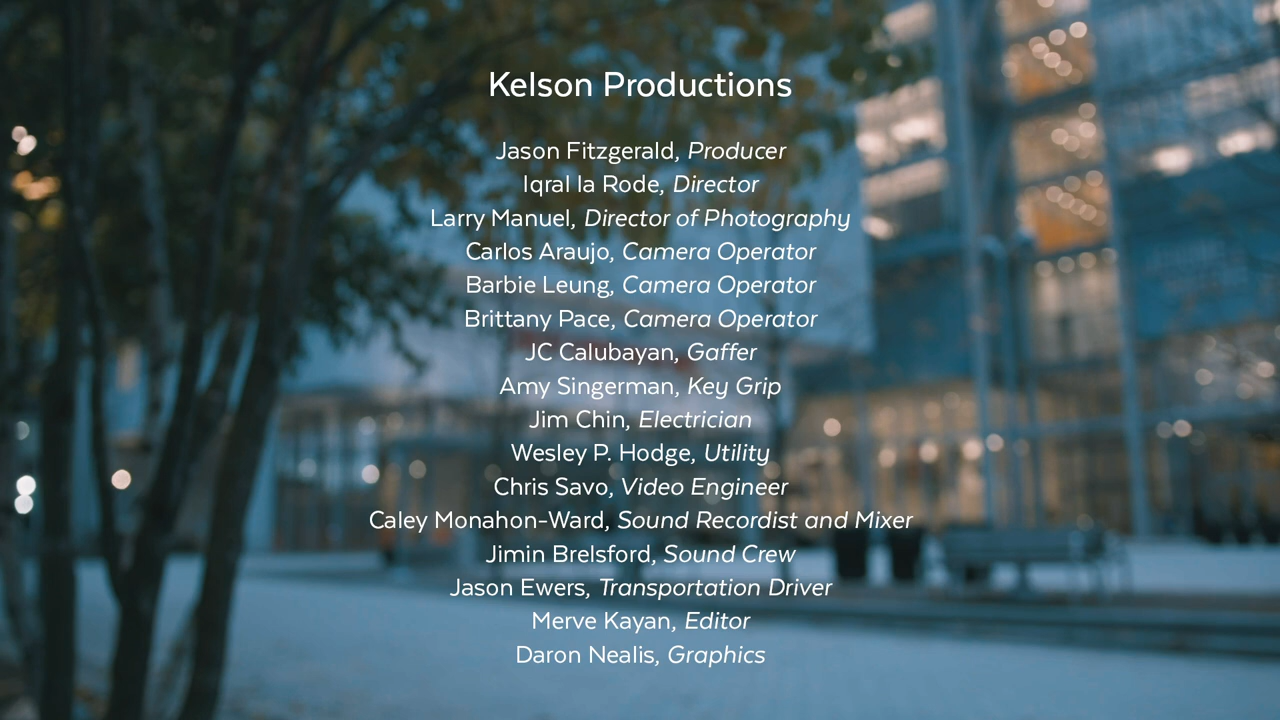 Kelson Productions
Jason Fitzgerald, Producer
Iqral la Rode, Director
Larry Manuel, Director of Photography
Carlos Araujo, Camera Operator
Barbie Leung, Camera Operator
Brittany Pace, Camera Operator
JC Calubayan, Gaffer
Amy Singerman, Key Grip
Jim Chin, Electrician
Wesley P. Hodge, Utility
Chris Savo, Video Engineer
Caley Monahon-Ward, Sound Recordist and Mixer
Jimin Brelsford, Sound Crew
Jason Ewers, Transportation Driver
Merve Kayan, Editor
Daron Nealis, Graphics